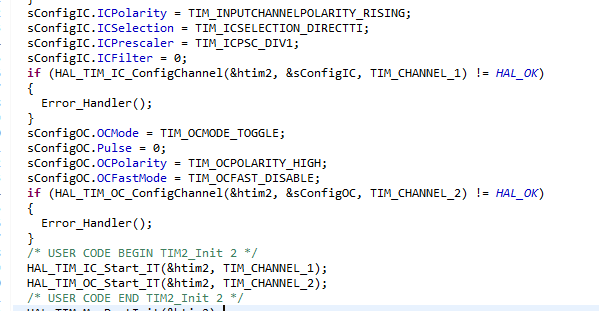 sConfigIC.ICPolarity = TIM_INPUTCHANNELPOLARITY_RISING;
sConfigIC.ICSelection = TIM_ICSELECTION_DIRECTTI;
sConfigIC.ICPrescaler = TIM_ICPSC_DIV1;
sConfigIC.ICFilter = 0;
if (HAL_TIM_IC_ConfigChannel(&htim2, &sConfigIC, TIM_CHANNEL_1) != HAL_OK)
{
Error_Handler();
}
sConfigOC.OCMode = TIM_OCMODE_TOGGLE;
sConfigOC.Pulse = 0;
sConfigOC.OCPolarity = TIM_OCPOLARITY_HIGH;
sConfigOC.OCFastMode = TIM_OCFAST_DISABLE;
if (HAL_TIM_OC_ConfigChannel(&htim2, &sConfigOC, TIM_CHANNEL_2) != HAL_OK)
{
Error_Handler();
}
/* USER CODE BEGIN TIM2_Init 2 */
HAL_TIM_IC_Start_IT(&htim2, TIM_CHANNEL_1);
HAL_TIM_OC_Start_IT(&htim2, TIM_CHANNEL_2);
/* USER CODE END TIM2_Init 2 */